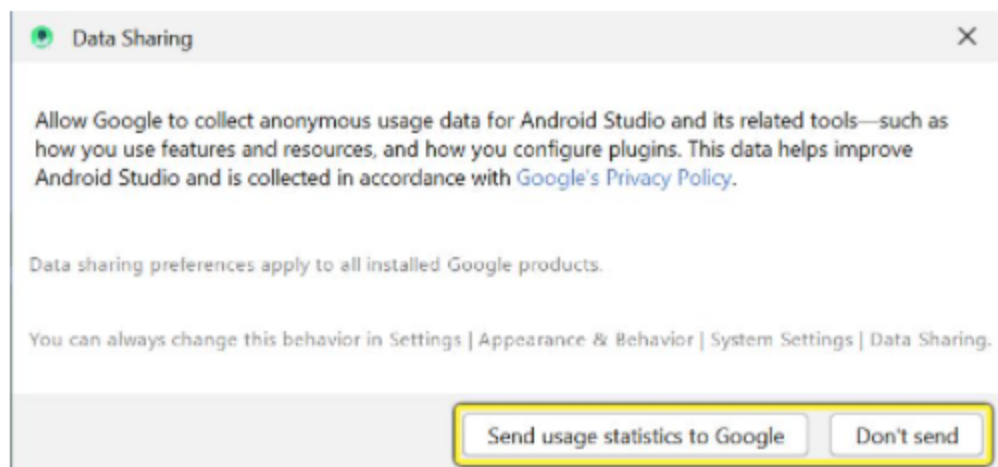 Data Sharing
Allow Google to collect anonymous usage data for Android Studio and its related tools—such as
how you use features and resources, and how you configure plugins. This data helps improve
Android Studio and is collected in accordance with Google's Privacy Policy.
Data sharing preferences apply to all installed Google products.
You can always change this behavior in Settings | Appearance & Behavior | System Settings | Data Sharing.
Send usage statistics to Google Don't send